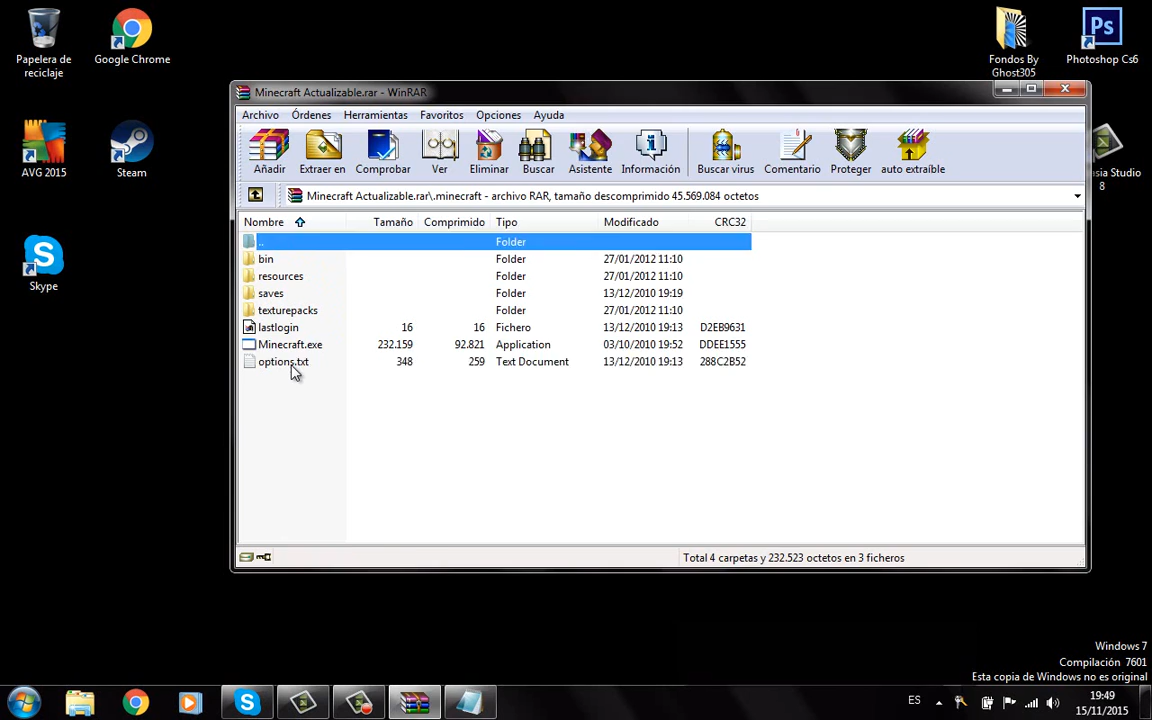 Papelera de
reciclaje
Google Chrome
Fondos By
Ghost305
Photoshop Cs6
AVG 2015
Steam
Skype
asia Studio
8
Minecraft Actualizable.rar - WinRAR
Archivo Órdenes Herramientas Favoritos Opciones Ayuda
Añadir Extraer en Comprobar Ver Eliminar Buscar Asistente Información Buscar virus Comentario Proteger auto extraíble
Minecraft Actualizable.rar\.minecraft - archivo RAR, tamaño descomprimido 45.569.084 octetos
Nombre Tamaño Comprimido Tipo Modificado CRC32
.. Folder
bin Folder 27/01/2012 11:10
resources Folder 27/01/2012 11:10
saves Folder 13/12/2010 19:19
texturepacks Folder 27/01/2012 11:10
lastlogin 16 16 Fichero 13/12/2010 19:13 D2EB9631
Minecraft.exe 232.159 92.821 Application 03/10/2010 19:52 DDEE1555
options.txt 348 259 Text Document 13/12/2010 19:13 288C2B52
Total 4 carpetas y 232.523 octetos en 3 ficheros
Windows 7
Compilación 7601
Esta copia de Windows no es original
ES
19:49
15/11/2015